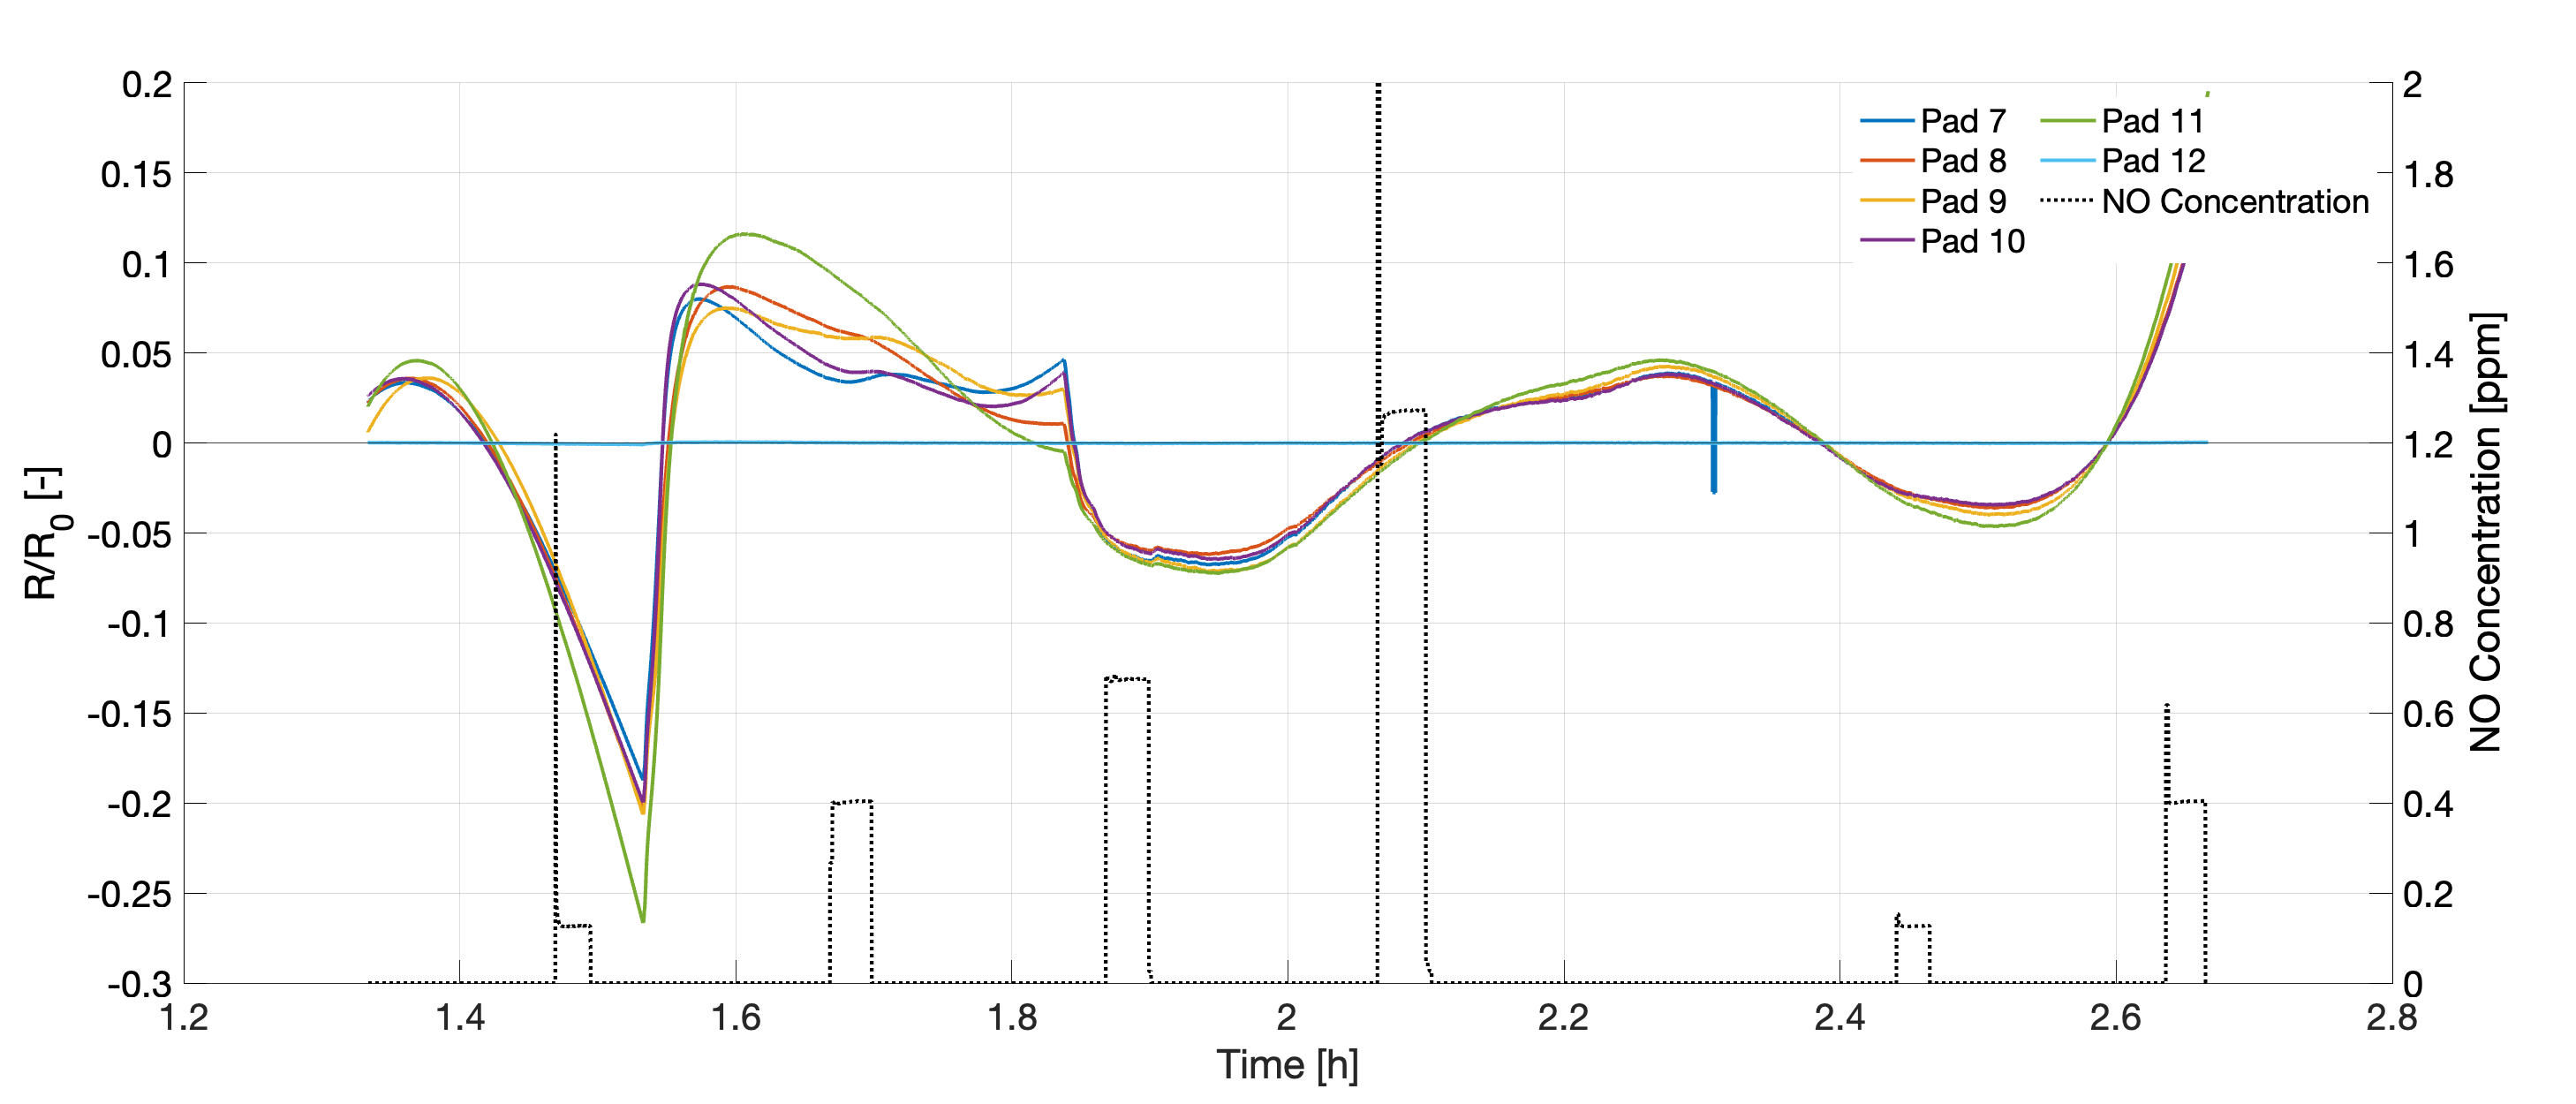 0.2
0.15
0.1
0.05
0
-0.05
-0.1
-0.15
-0.2
-0.25
-0.3
R/R0 [-]
1.2 1.4 1.6 1.8 2 2.2 2.4 2.6 2.8
Time [h]
2
1.8
1.6
1.4
1.2
1
0.8
0.6
0.4
0.2
0
NO Concentration [ppm]
Pad 7
Pad 8
Pad 9
Pad 10
Pad 11
Pad 12
NO Concentration